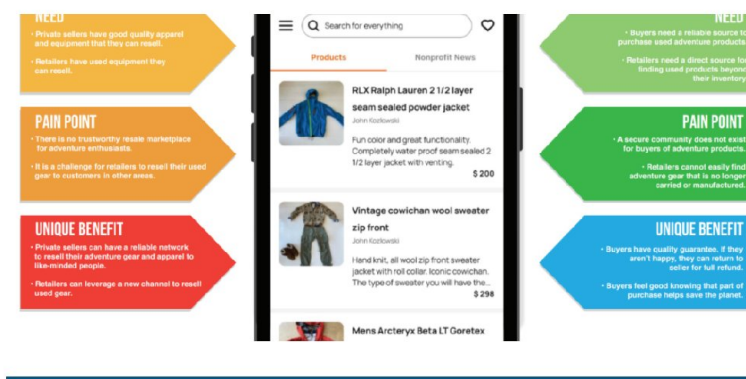 NEED
• Private sellers have good quality apparel
and equipment that they can resell.
• Retailers have used equipment they
can resell.
PAIN POINT
• There is no trustworthy resale marketplace
for adventure enthusiasts.
• It is a challenge for retailers to resell their used
gear to customers in other areas.
UNIQUE BENEFIT
• Private sellers can have a reliable network
to resell their adventure gear and apparel to
like-minded people.
• Retailers can leverage a new channel to resell
used gear.
Search for everything
Products
Nonprofit News
RLX Ralph Lauren 2 1/2 layer
seam sealed powder jacket
John Kozlowski
Fun color and great functionality.
Completely water proof seam sealed 2
1/2 layer jacket with venting.
$ 200
Vintage cowichan wool sweater
zip front
John Kozlowski
Hand knit, all wool zip front sweater
jacket with roll collar. Iconic cowichan.
The type of sweater you will have the...
$ 298
Mens Arcteryx Beta LT Goretex
NEED
• Buyers need a reliable source to
purchase used adventure products.
• Retailers need a direct source for
finding used products beyond
their inventory.
PAIN POINT
• A secure community does not exist
for buyers of adventure products.
• Retailers cannot easily find
adventure gear that is no longer
carried or manufactured.
UNIQUE BENEFIT
• Buyers have quality guarantee. If they
aren't happy, they can return to
seller for full refund.
• Buyers feel good knowing that part of
purchase helps save the planet.